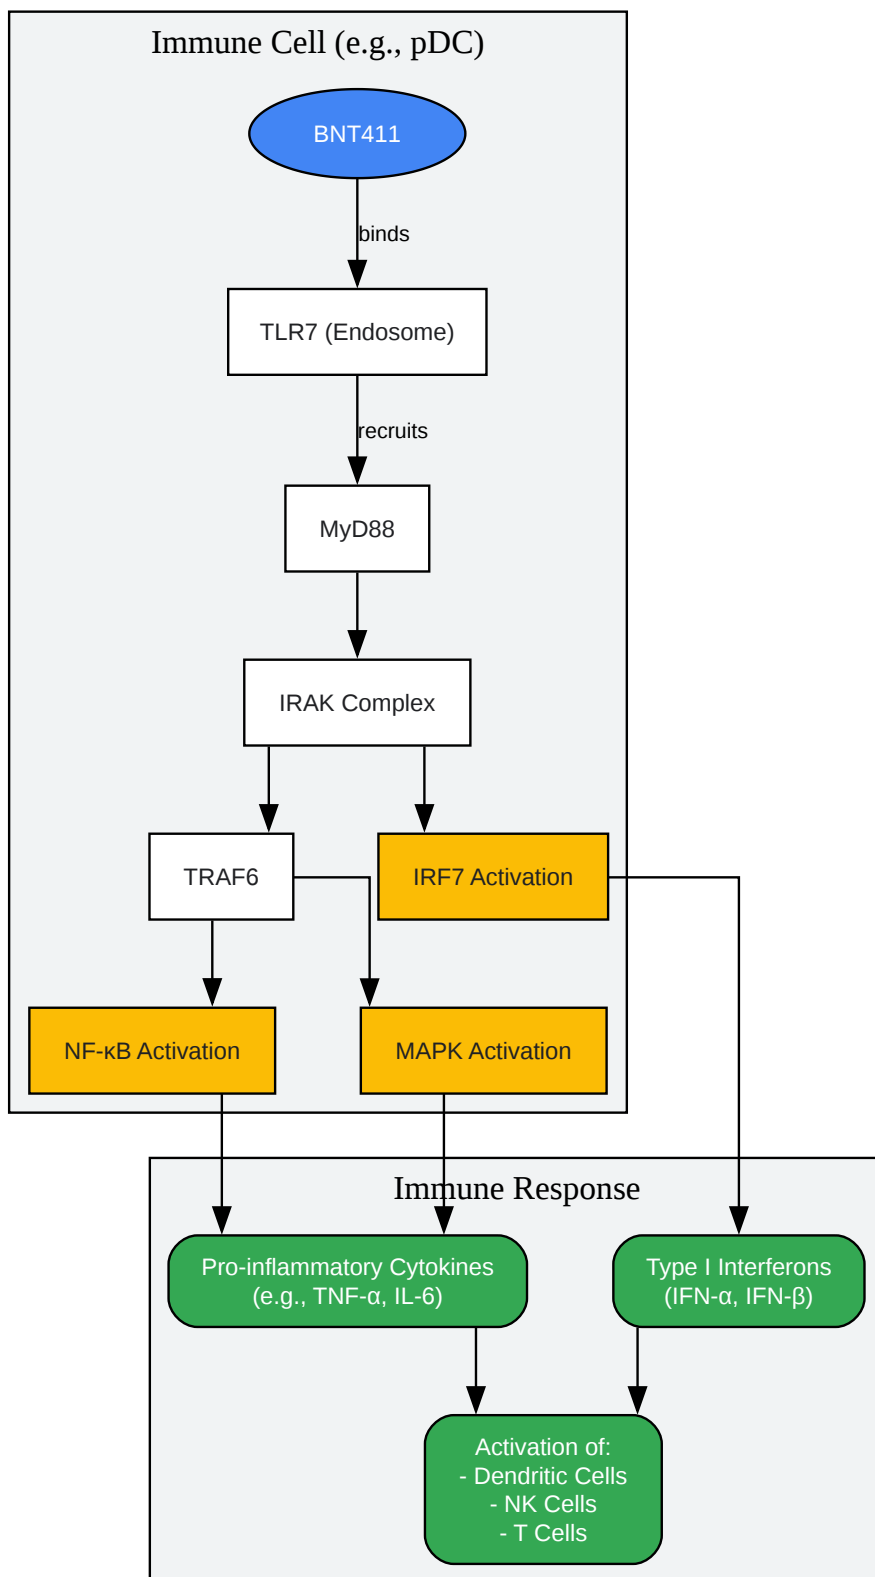 Immune Cell (e.g., pDC)
BNT411
binds
TLR7 (Endosome)
recruits
MyD88
IRAK Complex
TRAF6
IRF7 Activation
NF-κB Activation
MAPK Activation
Immune Response
Pro-inflammatory Cytokines
(e.g., TNF-α, IL-6)
Type I Interferons
(IFN-α, IFN-β)
Activation of:
- Dendritic Cells
- NK Cells
- T Cells